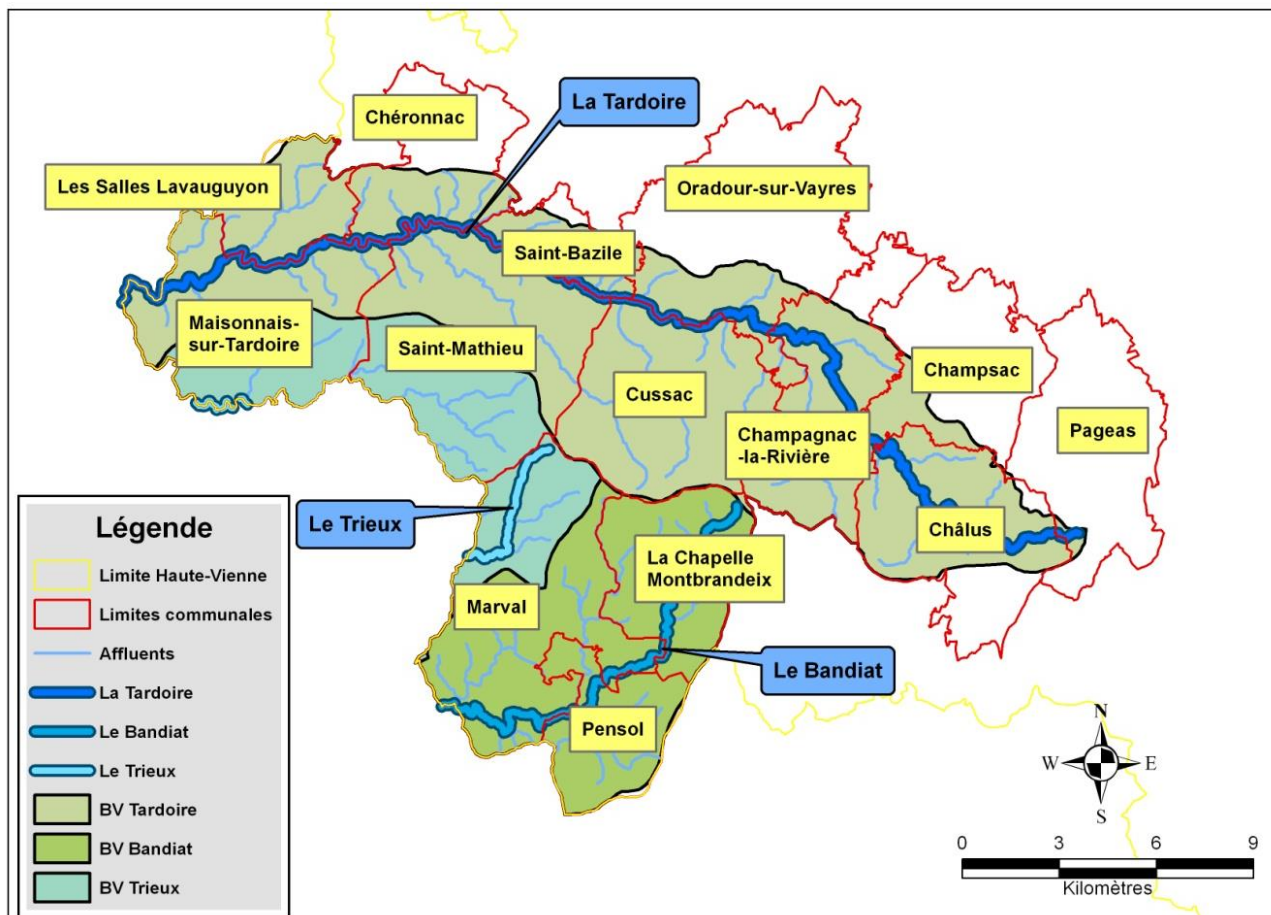 La Tardoire
Chéronnac
Les Salles Lavauguyon
Oradour-sur-Vayres
Saint-Bazile
Maisonnais-
sur-Tardoire
Saint-Mathieu
Champsac
Cussac
Champagnac
-la-Rivière
Pageas
Le Trieux
Châlus
La Chapelle
Montbrandeix
Marval
Le Bandiat
Pensol
Légende
Limite Haute-Vienne
Limites communales
Affluents
La Tardoire
Le Bandiat
Le Trieux
BV Tardoire
BV Bandiat
BV Trieux
N
W E
S
0 3 6 9
Kilomètres